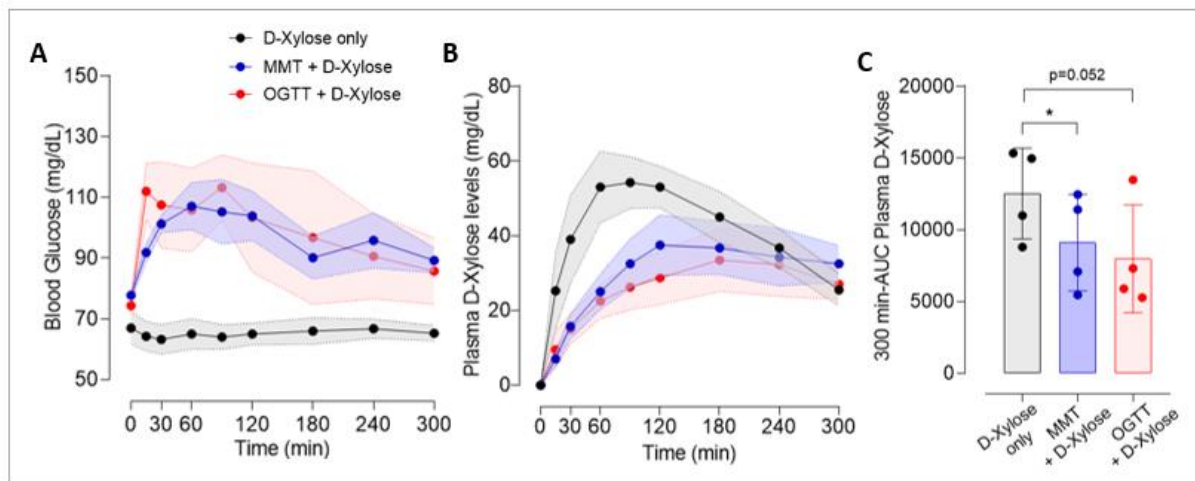 A
D-Xylose only
MMT + D-Xylose
OGTT + D-Xylose
Blood Glucose (mg/dL)
150
130
110
90
70
50
0 30 60 120 180 240 300
Time (min)
B
Plasma D-Xylose levels (mg/dL)
80
60
40
20
0
0 30 60 120 180 240 300
Time (min)
C
p=0.052
*
300 min-AUC Plasma D-Xylose
20000
15000
10000
5000
0
D-Xylose
only
MMT
+ D-Xylose
OGTT
+ D-Xylose